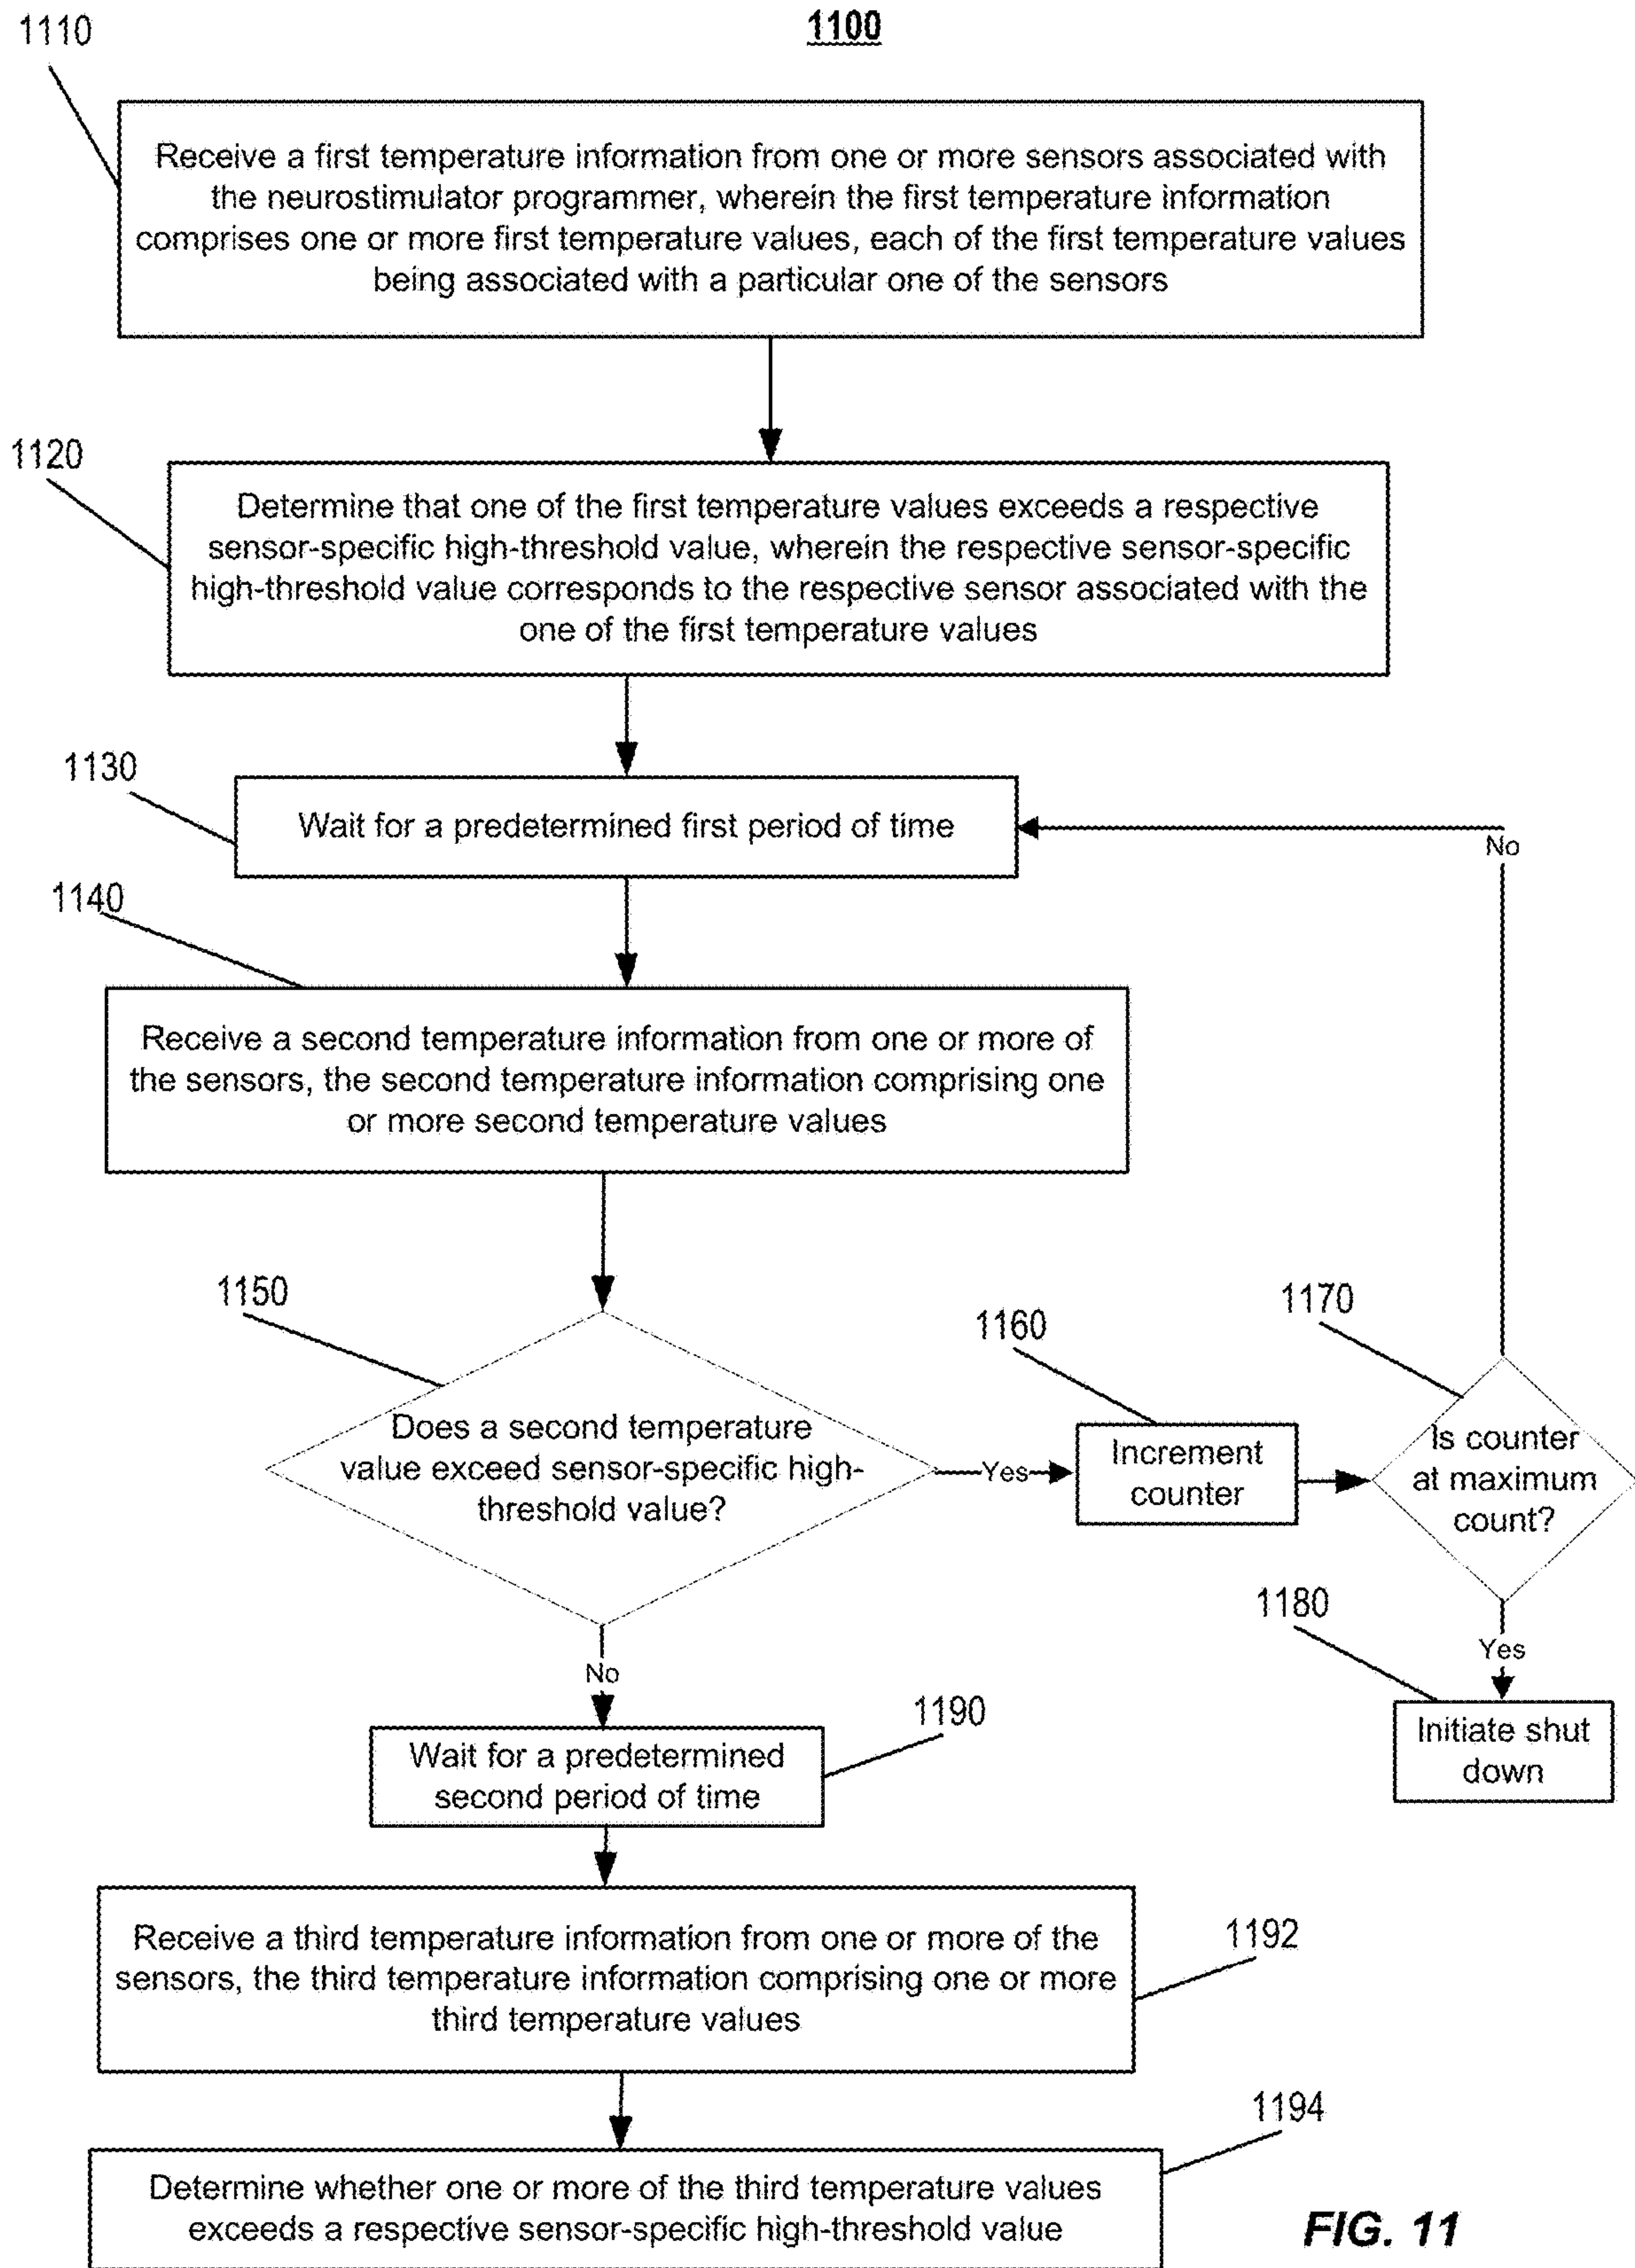 1100
1110
Receive a first temperature information from one or more sensors associated with
the neurostimulator programmer, wherein the first temperature information
comprises one or more first temperature values, each of the first temperature values
being associated with a particular one of the sensors
1120
Determine that one of the first temperature values exceeds a respective
sensor-specific high-threshold value, wherein the respective sensor-specific
high-threshold value corresponds to the respective sensor associated with the
one of the first temperature values
1130
Wait for a predetermined first period of time
No
1140
Receive a second temperature information from one or more of
the sensors, the second temperature information comprising one
or more second temperature values
1150
Does a second temperature
value exceed sensor-specific high-
threshold value?
Yes
1160
Increment
counter
1170
Is counter
at maximum
count?
Yes
1180
Initiate shut
down
No
1190
Wait for a predetermined
second period of time
1192
Receive a third temperature information from one or more of the
sensors, the third temperature information comprising one or more
third temperature values
1194
Determine whether one or more of the third temperature values
exceeds a respective sensor-specific high-threshold value
FIG. 11